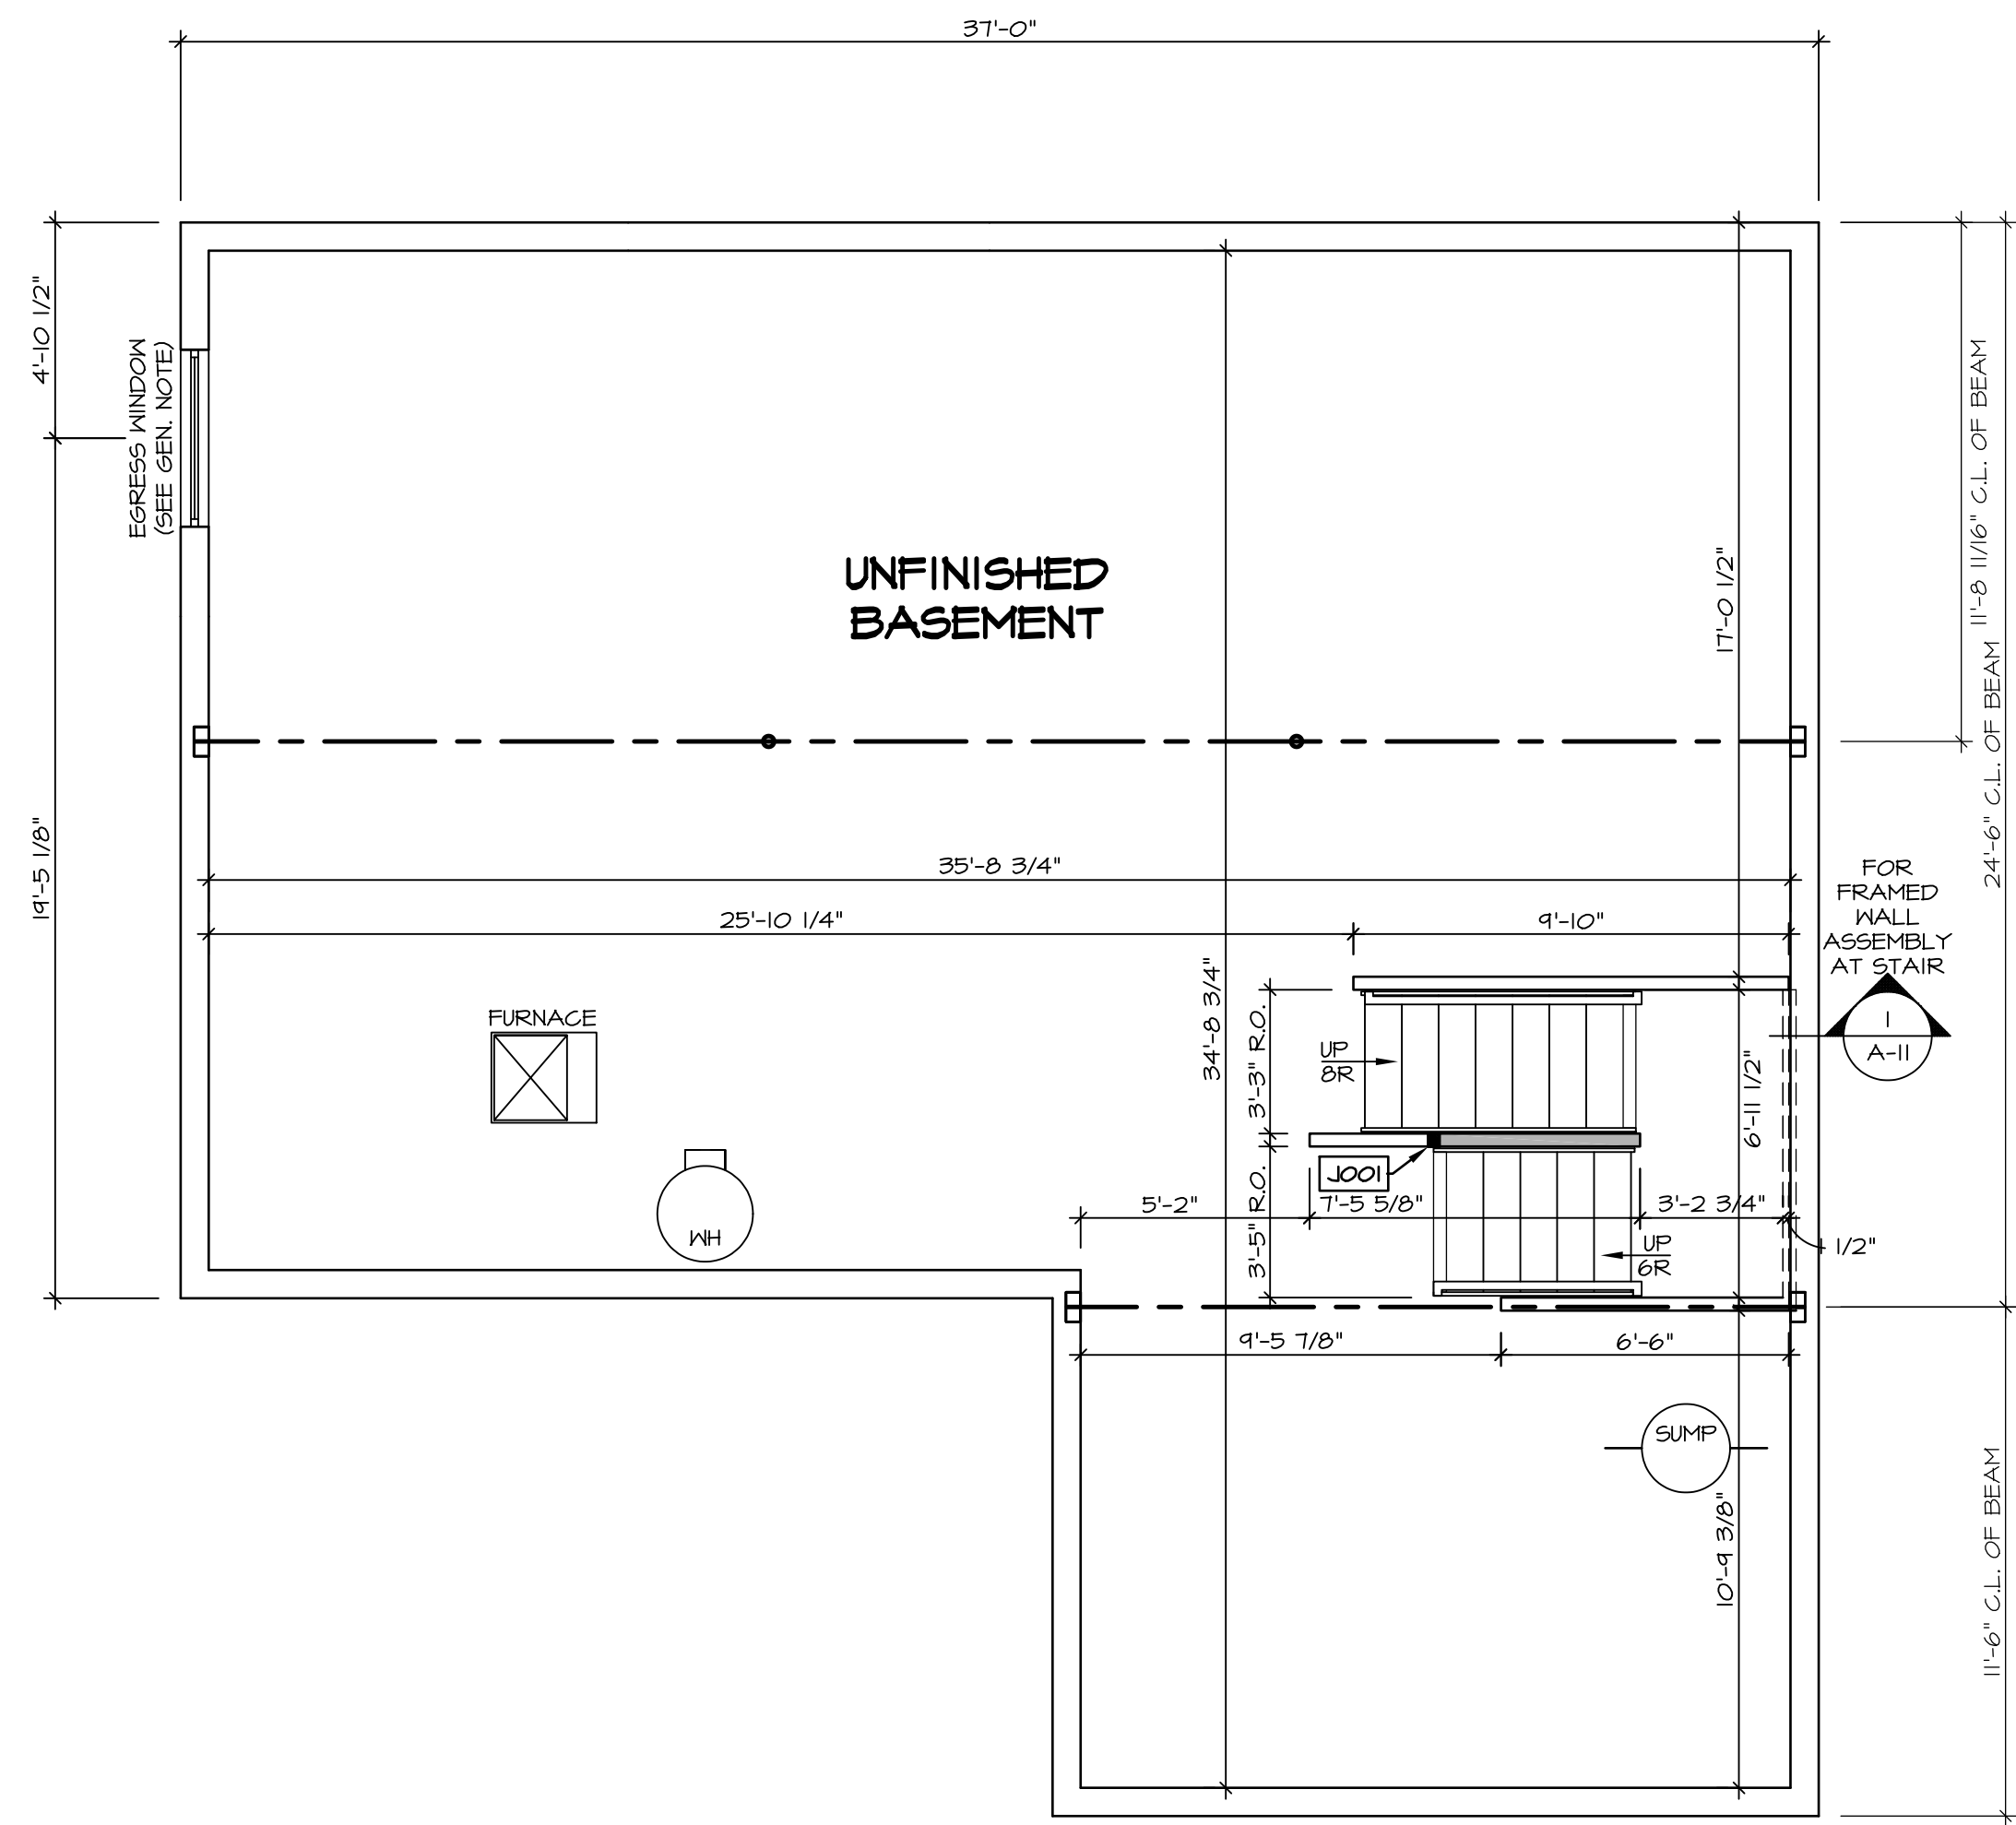 37'-0"
4'-10 1/2"
EGRESS WINDOW
(SEE GEN. NOTE)
11'-8 11/16" C.L. OF BEAM
UNFINISHED
BASEMENT
17'-0 1/2"
24'-6" C.L. OF BEAM
19'-5 1/8"
35'-8 3/4"
25'-10 1/4"
9'-10"
FOR
FRAMED
WALL
ASSEMBLY
AT STAIR
1
A-11
34'-8 3/4"
FURNACE
3'-3" R.O.
UP
8R
6'-11 1/2"
J001
WH
3'-5" R.O.
5'-2"
7'-5 5/8"
3'-2 3/4"
1/2"
UP
6R
9'-5 7/8"
6'-6"
SUMP
10'-9 3/8"
11'-6" C.L. OF BEAM